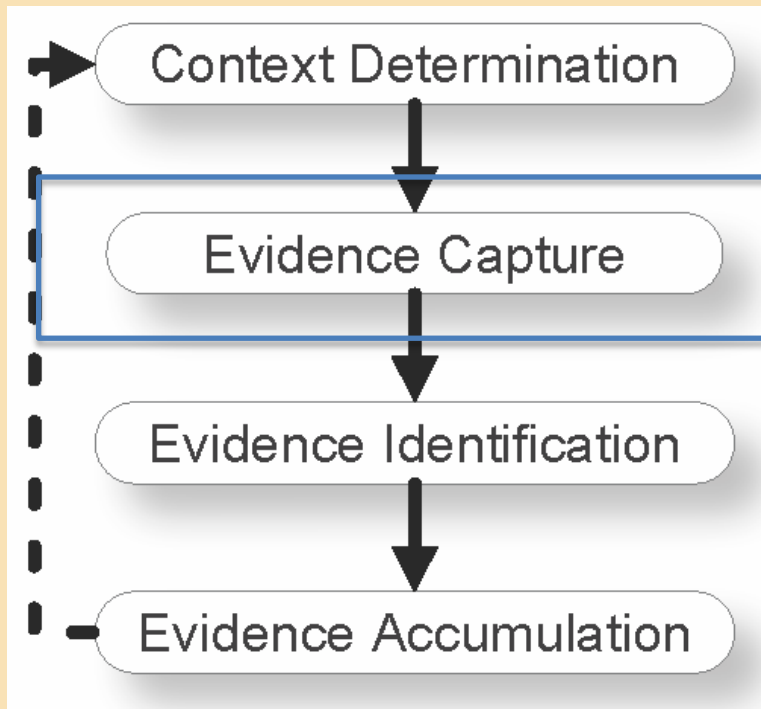 Context Determination
Evidence Capture
Evidence Identification
Evidence Accumulation